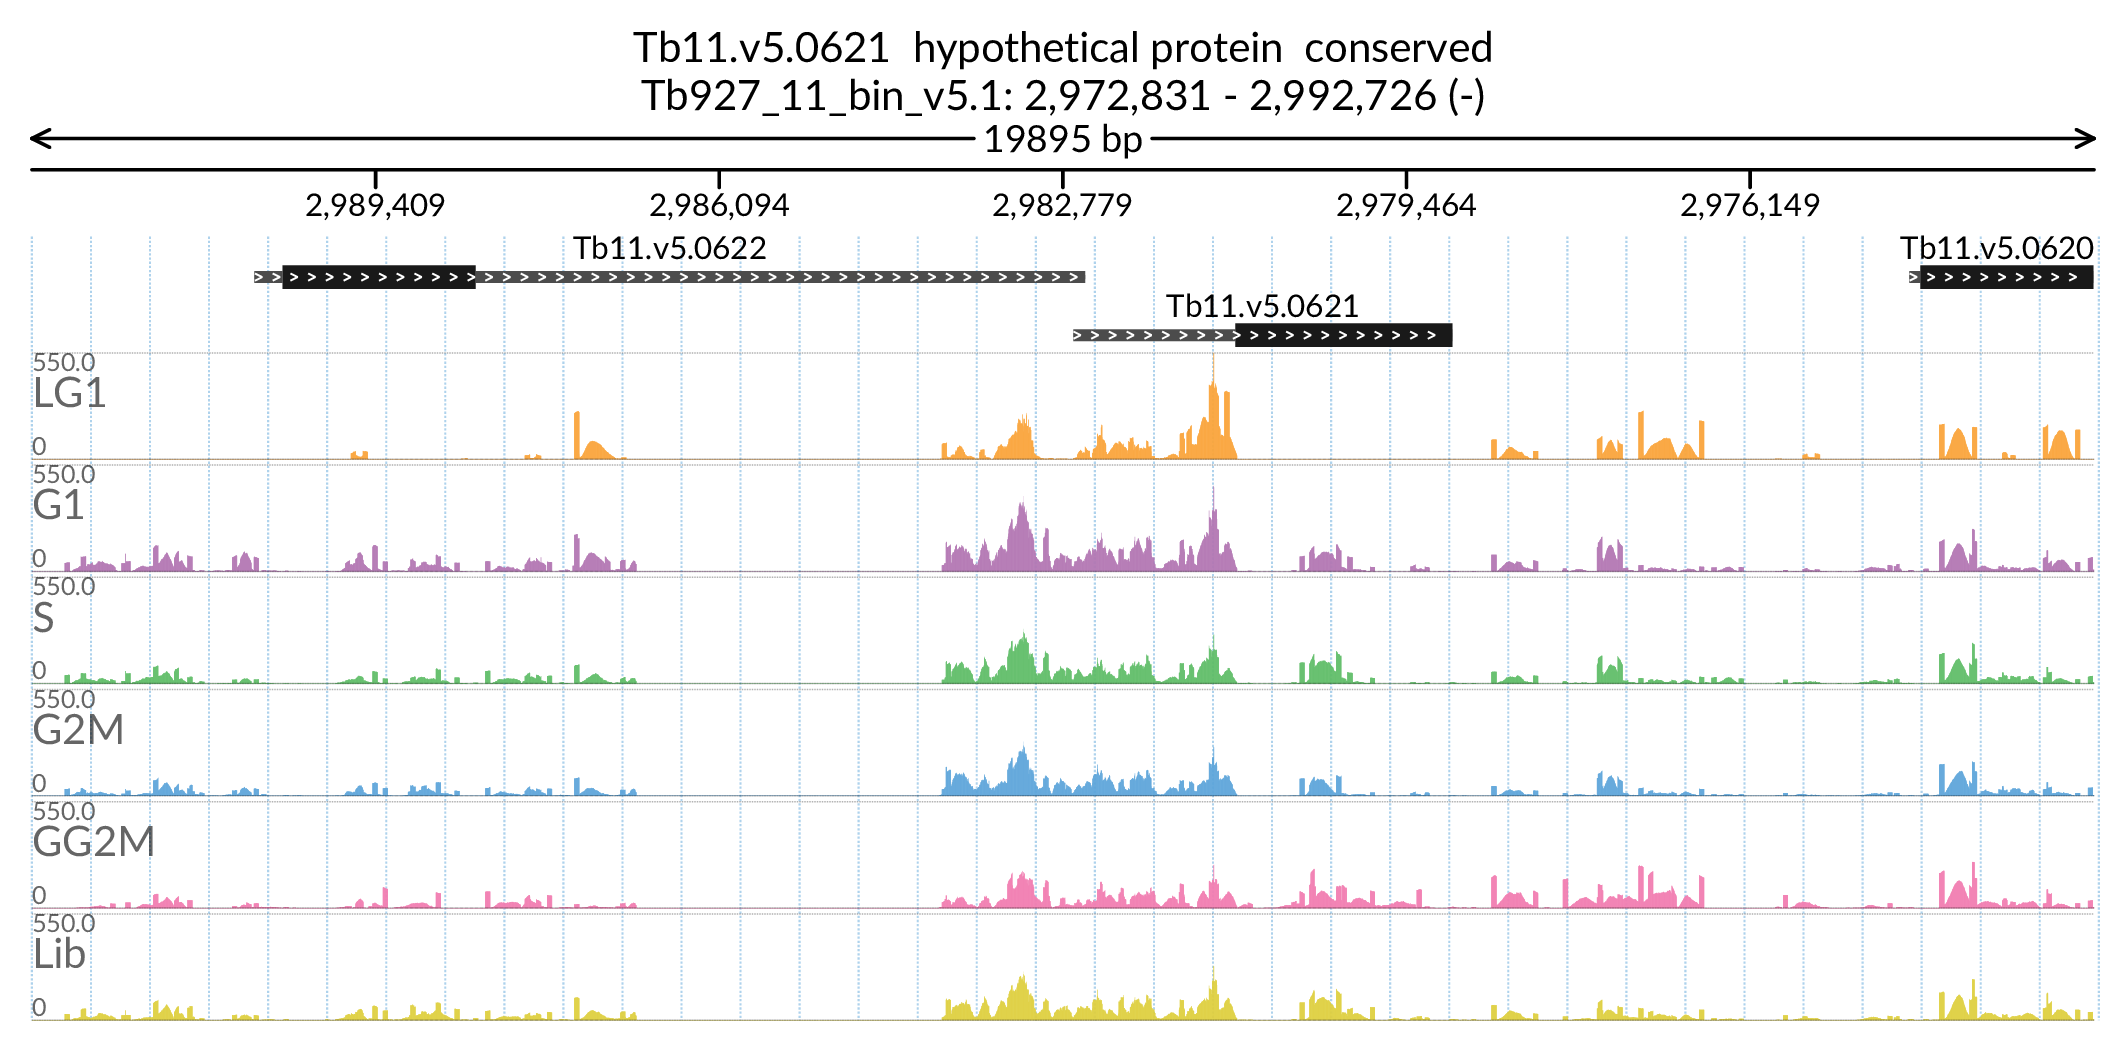 Tb11.v5.0621 hypothetical protein conserved
Tb927_11_bin_v5.1: 2,972,831 - 2,992,726 (-)
19895 bp
2,989,409 2,986,094 2,982,779 2,979,464 2,976,149
Tb11.v5.0622 Tb11.v5.0620
Tb11.v5.0621
550.0
LG1
0
550.0
G1
0
550.0
S
0
550.0
G2M
0
550.0
GG2M
0
550.0
Lib
0